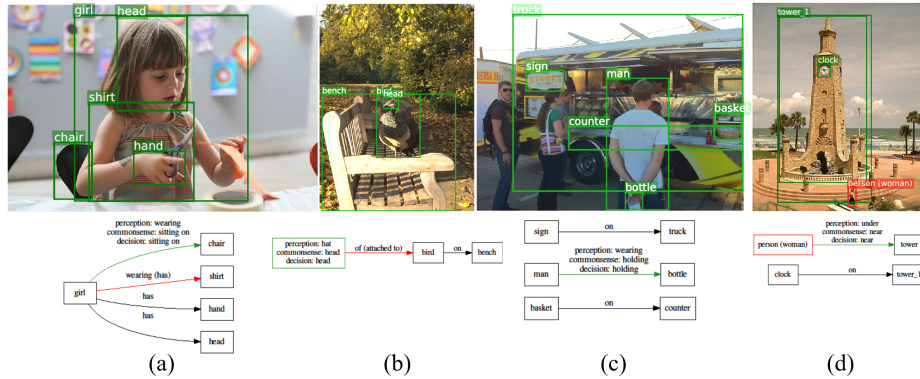 girl
head
shirt
chair
hand
bench
bird
head
truck
sign
man
counter
basket
bottle
tower_1
clock
person (woman)
perception: wearing
commonsense: sitting on
decision: sitting on
chair
wearing (has)
shirt
girl
has
hand
has
head
perception: hat
commonsense: head
decision: head
of (attached to)
bird
on
bench
sign
on
truck
perception: wearing
commonsense: holding
decision: holding
man
bottle
basket
on
counter
perception: under
commonsense: near
decision: near
person (woman)
tower
clock
on
tower_1
(a)
(b)
(c)
(d)